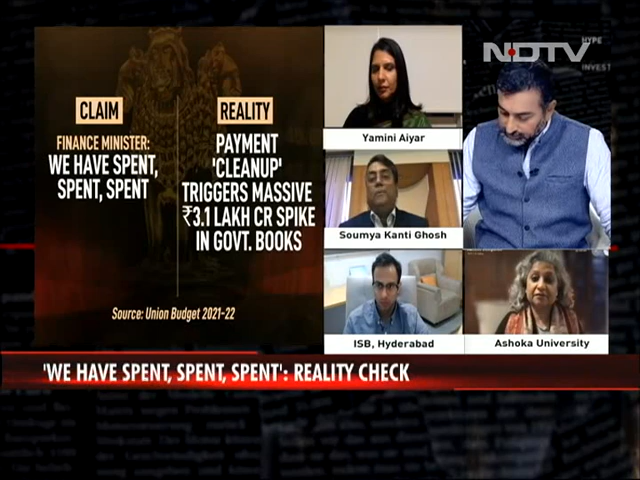 CLAIM
FINANCE MINISTER:
WE HAVE SPENT,
SPENT, SPENT
REALITY
PAYMENT
'CLEANUP'
TRIGGERS MASSIVE
₹3.1 LAKH CR SPIKE
IN GOVT. BOOKS
Source: Union Budget 2021-22
Yamini Aiyar
Soumya Kanti Ghosh
ISB, Hyderabad
Ashoka University
NDTV
HYPE
INVEST
'WE HAVE SPENT, SPENT, SPENT': REALITY CHECK